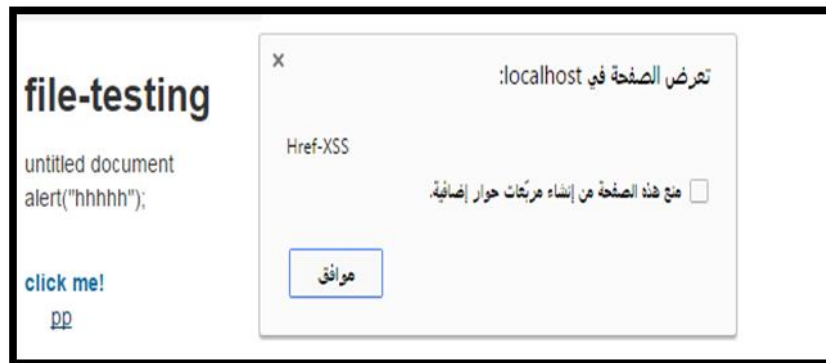 file-testing
untitled document
alert("hhhhh");
click me!
pp
×
تعرض الصفحة في localhost:
Href-XSS
منع هذه الصفحة من إنشاء مربّعات حوار إضافية.
موافق